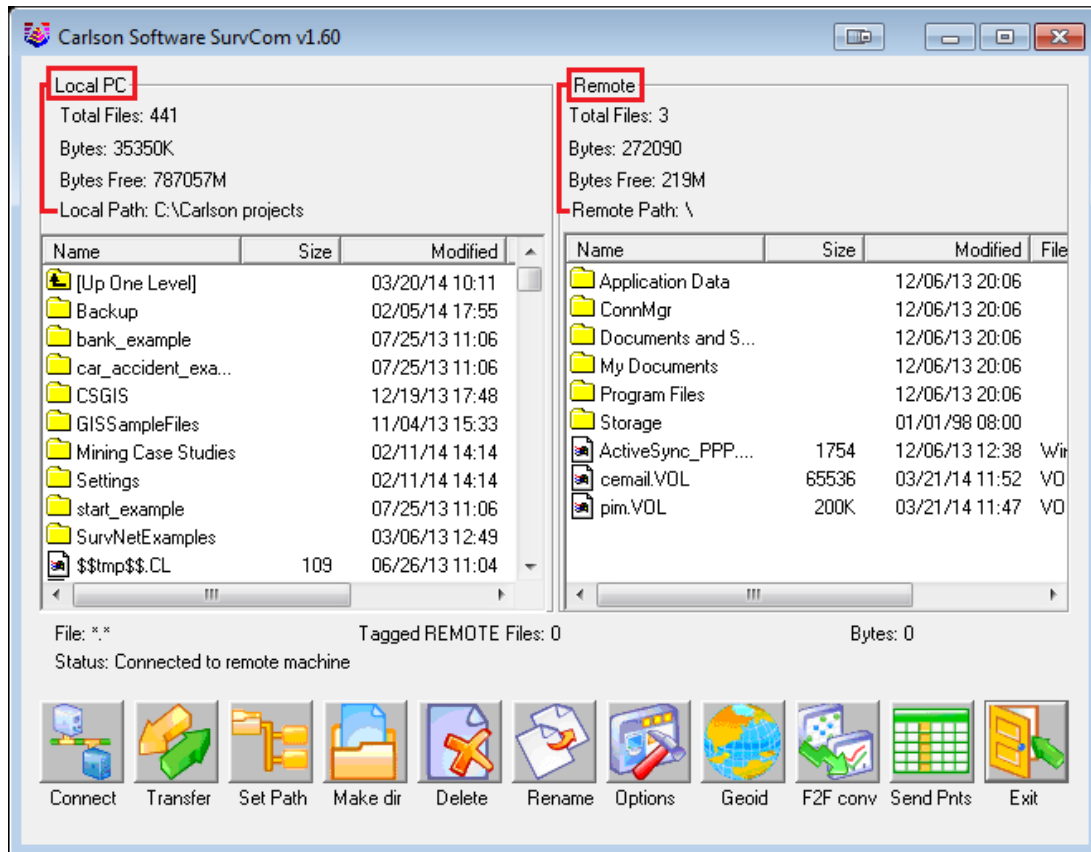 Carlson Software SurvCom v1.60
Local PC
Total Files: 441
Bytes: 35350K
Bytes Free: 787057M
Local Path: C:\Carlson projects
Name Size Modified
[Up One Level] 03/20/14 10:11
Backup 02/05/14 17:55
bank_example 07/25/13 11:06
car_accident_exa... 07/25/13 11:06
CSGIS 12/19/13 17:48
GISSampleFiles 11/04/13 15:33
Mining Case Studies 02/11/14 14:14
Settings 02/11/14 14:14
start_example 07/25/13 11:06
SurvNetExamples 03/06/13 12:49
$$tmp$$.CL 109 06/26/13 11:04
Remote
Total Files: 3
Bytes: 272090
Bytes Free: 219M
Remote Path: \
Name Size Modified File
Application Data 12/06/13 20:06
ConnMgr 12/06/13 20:06
Documents and S... 12/06/13 20:06
My Documents 12/06/13 20:06
Program Files 12/06/13 20:06
Storage 01/01/98 08:00
ActiveSync_PPP.... 1754 12/06/13 12:38 Wir
cemail.VOL 65536 03/21/14 11:52 VO
pim.VOL 200K 03/21/14 11:47 VO
File: *.* Tagged REMOTE Files: 0 Bytes: 0
Status: Connected to remote machine
Connect Transfer Set Path Make dir Delete Rename Options Geoid F2F conv Send Pnts Exit